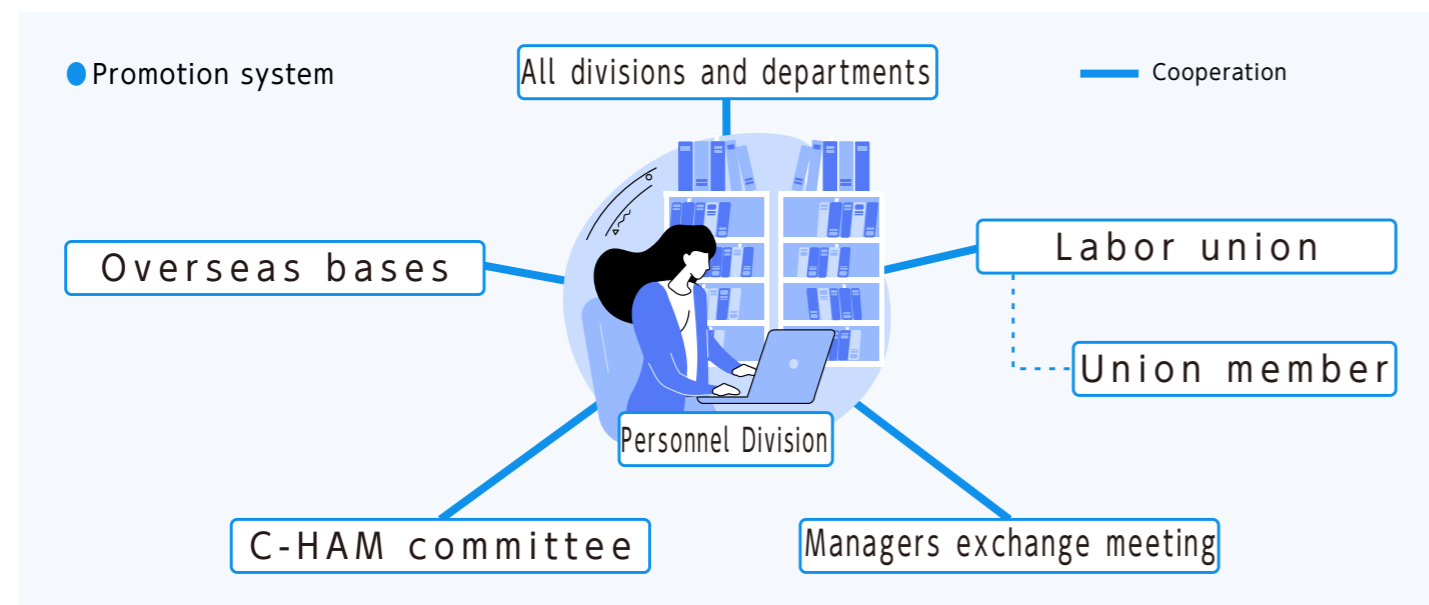 Promotion system
All divisions and departments
Cooperation
Overseas bases
Labor union
Union member
Personnel Division
C-HAM committee
Managers exchange meeting